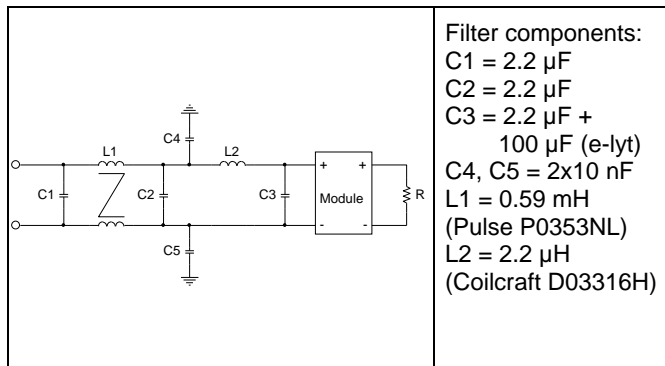 C4
L1
L2
C1
C2
C3
C5
+
+
-
-
Module
R
Filter components:
C1 = 2.2 µF
C2 = 2.2 µF
C3 = 2.2 µF +
100 µF (e-lyt)
C4, C5 = 2x10 nF
L1 = 0.59 mH
(Pulse P0353NL)
L2 = 2.2 µH
(Coilcraft D03316H)